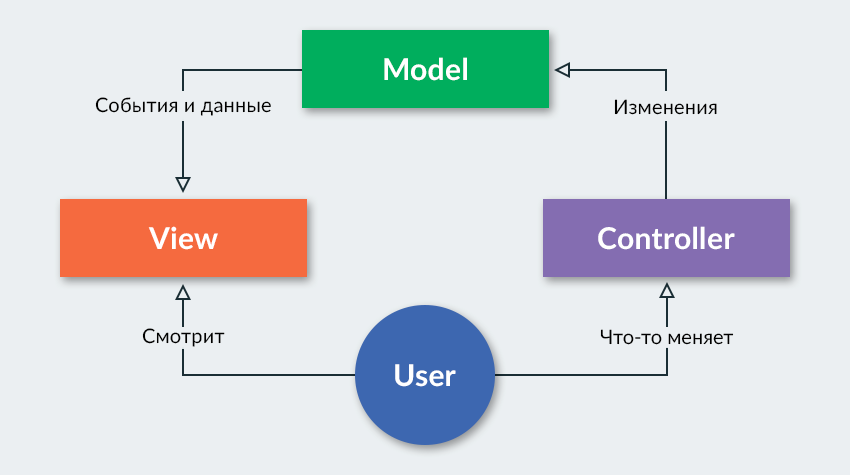 Model
События и данные
Изменения
View
Controller
Смотрит
Что-то меняет
User